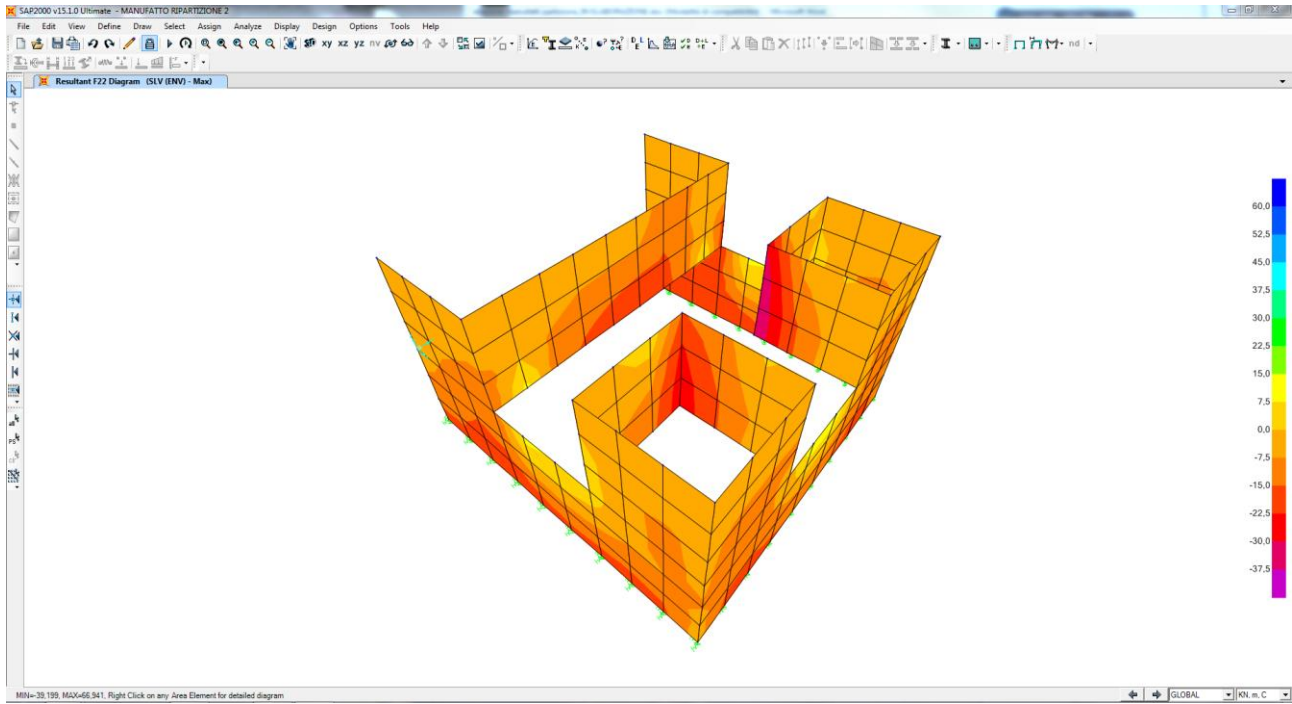 SAP2000 v15.1.0 Ultimate - MANUFATTO RIPARTIZIONE 2
File Edit View Define Draw Select Assign Analyze Display Design Options Tools Help
xy xz yz nv
nd
Resultant F22 Diagram (SLV (ENV) - Max)
60,0
52,5
45,0
37,5
30,0
22,5
15,0
7,5
0,0
-7,5
-15,0
-22,5
-30,0
-37,5
MIN=-39,199, MAX=66,941, Right Click on any Area Element for detailed diagram
GLOBAL
KN, m, C